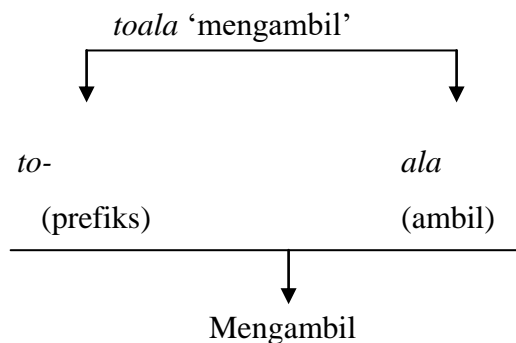 toala ‘mengambil’
to- ala
(prefiks) (ambil)
Mengambil